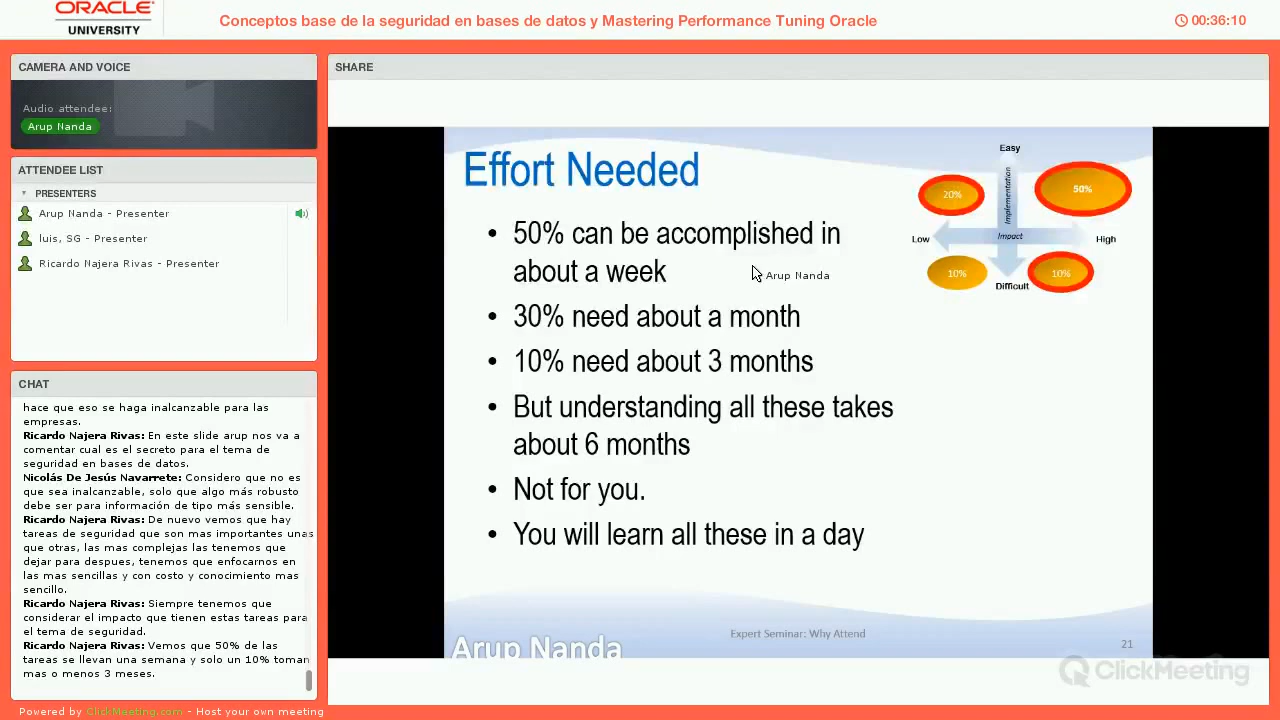 ORACLE
UNIVERSITY
Conceptos base de la seguridad en bases de datos y Mastering Performance Tuning Oracle
00:36:10
CAMERA AND VOICE
Audio attendee:
Arup Nanda
ATTENDEE LIST
PRESENTERS
Arup Nanda - Presenter
luis, SG - Presenter
Ricardo Najera Rivas - Presenter
CHAT
hace que eso se haga inalcanzable para las
empresas.
Ricardo Najera Rivas: En este slide arup nos va a
comentar cual es el secreto para el tema de
seguridad en bases de datos.
Nicolás De Jesús Navarrete: Considero que no es
que sea inalcanzable, solo que algo más robusto
debe ser para información de tipo más sensible.
Ricardo Najera Rivas: De nuevo vemos que hay
tareas de seguridad que son mas importantes unas
que otras, las mas complejas las tenemos que
dejar para despues, tenemos que enfocarnos en
las mas sencillas y con costo y conocimiento mas
sencillo.
Ricardo Najera Rivas: Siempre tenemos que
considerar el impacto que tienen estas tareas para
el tema de seguridad.
Ricardo Najera Rivas: Vemos que 50% de las
tareas se llevan una semana y solo un 10% toman
mas o menos 3 meses.
Powered by ClickMeeting.com - Host your own meeting
SHARE
Effort Needed
• 50% can be accomplished in
about a week
• 30% need about a month
• 10% need about 3 months
• But understanding all these takes
about 6 months
• Not for you.
• You will learn all these in a day
Arup Nanda
Easy
20%
Implementation
50%
Low
Impact
High
10%
10%
Difficult
Arup Nanda
Expert Seminar: Why Attend
21
ClickMeeting